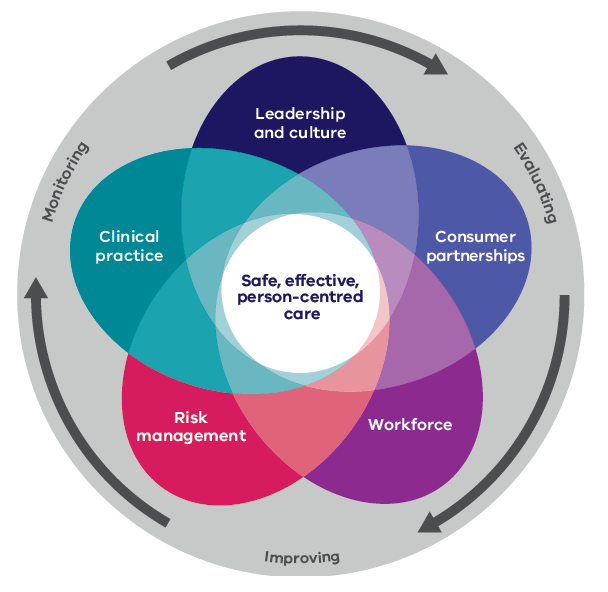 Leadership
and culture
Monitoring
Evaluating
Clinical
practice
Consumer
partnerships
Safe, effective,
person-centred
care
Risk
management
Workforce
Improving